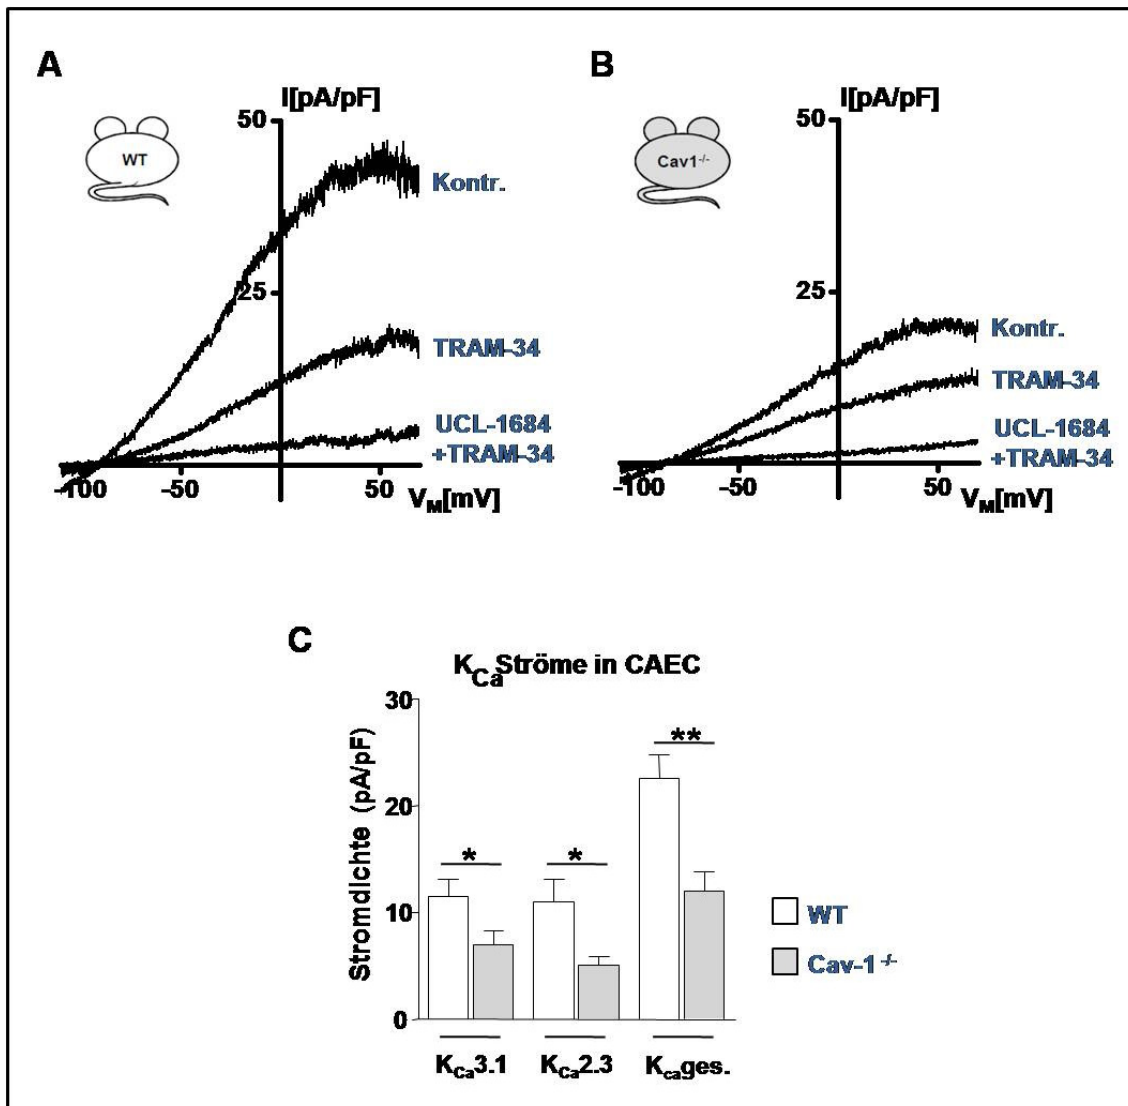 A
I[pA/pF]
50
WT
Kontr.
25
TRAM-34
UCL-1684
+TRAM-34
-100
-50
50
V_M[mV]
B
I[pA/pF]
50
Cav1-/-
25
Kontr.
TRAM-34
UCL-1684
+TRAM-34
-100
-50
50
V_M[mV]
C
K_Ca Ströme in CAEC
Stromdichte (pA/pF)
30
20
10
0
*
*
**
K_Ca3.1
K_Ca2.3
K_cages.
WT
Cav-1 -/-